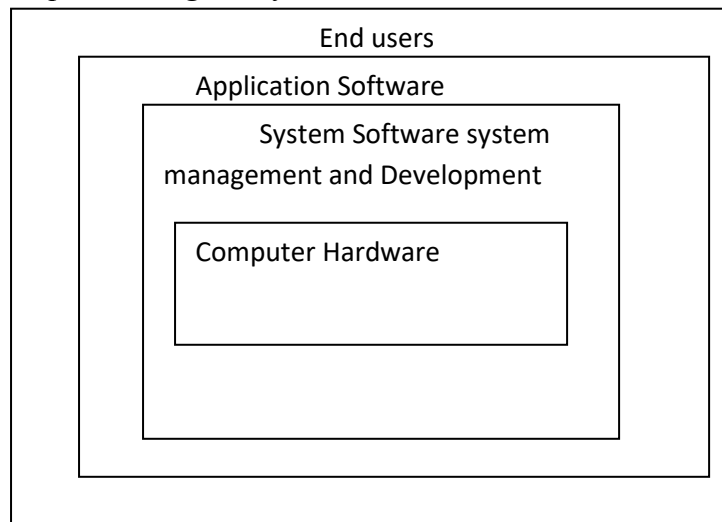 End users
Application Software
System Software system
management and Development
Computer Hardware